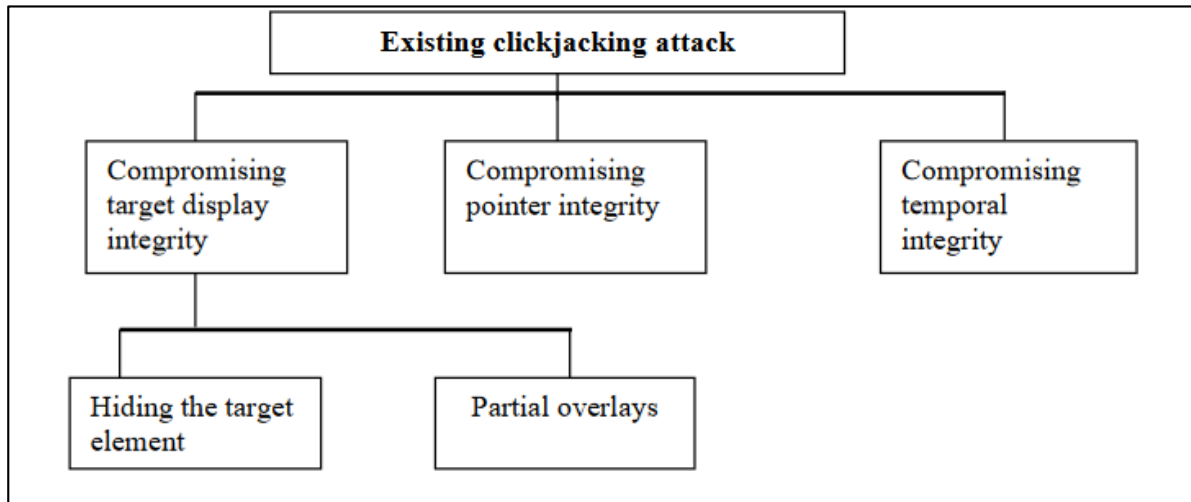 Existing clickjacking attack
Compromising
target display
integrity
Compromising
pointer integrity
Compromising
temporal
integrity
Hiding the target
element
Partial overlays